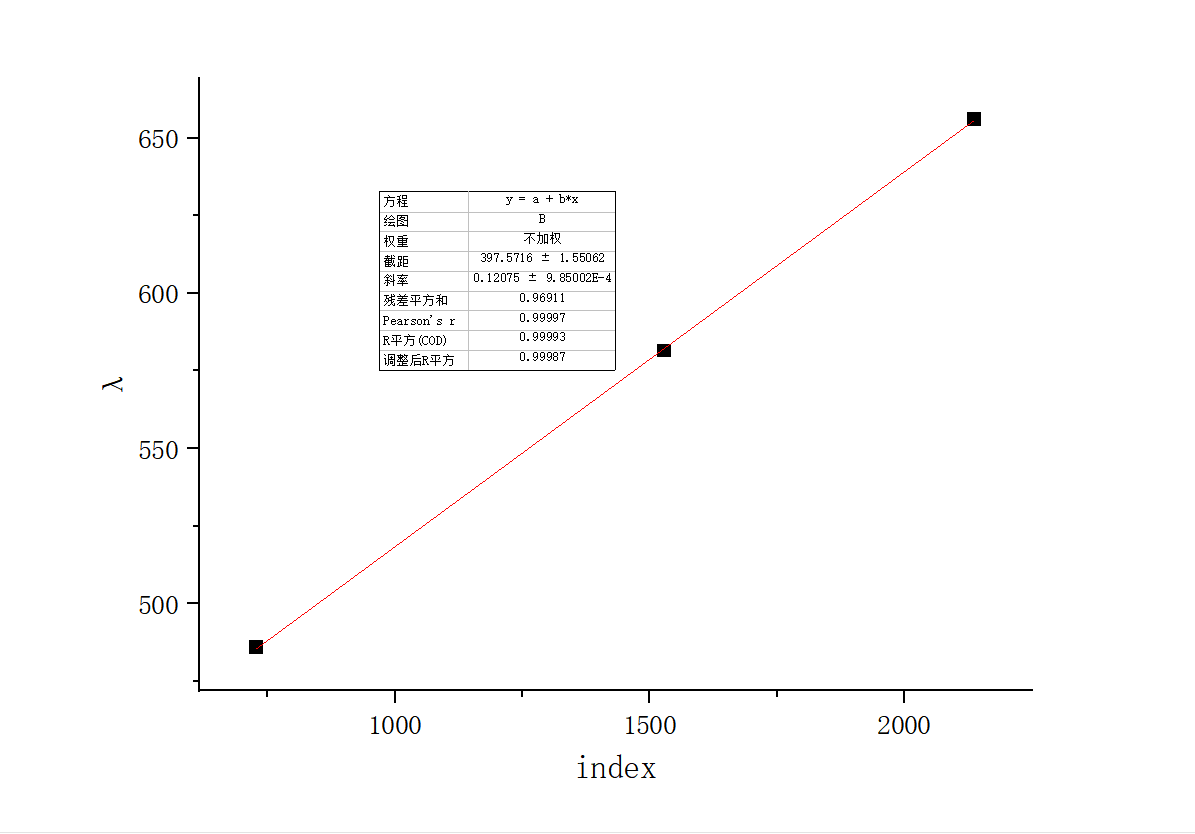 650
600
550
500
λ
方程 y = a + b*x
绘图 B
权重 不加权
截距 397.5716 ± 1.55062
斜率 0.12075 ± 9.85002E-4
残差平方和 0.96911
Pearson's r 0.99997
R平方(COD) 0.99993
调整后R平方 0.99987
1000 1500 2000
index